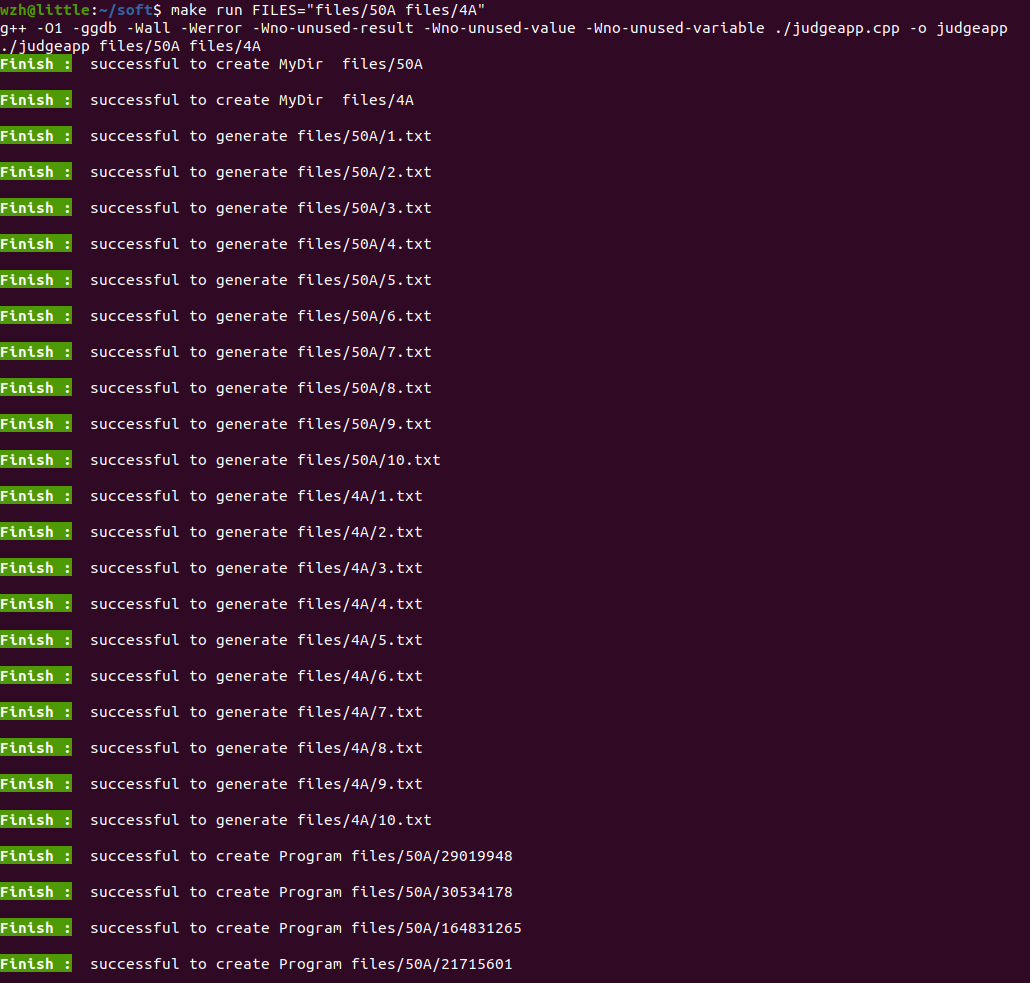 wzh@little:~/soft$ make run FILES="files/50A files/4A"
g++ -O1 -ggdb -Wall -Werror -Wno-unused-result -Wno-unused-value -Wno-unused-variable ./judgeapp.cpp -o judgeapp
./judgeapp files/50A files/4A
Finish :  successful to create MyDir  files/50A
Finish :  successful to create MyDir  files/4A
Finish :  successful to generate files/50A/1.txt
Finish :  successful to generate files/50A/2.txt
Finish :  successful to generate files/50A/3.txt
Finish :  successful to generate files/50A/4.txt
Finish :  successful to generate files/50A/5.txt
Finish :  successful to generate files/50A/6.txt
Finish :  successful to generate files/50A/7.txt
Finish :  successful to generate files/50A/8.txt
Finish :  successful to generate files/50A/9.txt
Finish :  successful to generate files/50A/10.txt
Finish :  successful to generate files/4A/1.txt
Finish :  successful to generate files/4A/2.txt
Finish :  successful to generate files/4A/3.txt
Finish :  successful to generate files/4A/4.txt
Finish :  successful to generate files/4A/5.txt
Finish :  successful to generate files/4A/6.txt
Finish :  successful to generate files/4A/7.txt
Finish :  successful to generate files/4A/8.txt
Finish :  successful to generate files/4A/9.txt
Finish :  successful to generate files/4A/10.txt
Finish :  successful to create Program files/50A/29019948
Finish :  successful to create Program files/50A/30534178
Finish :  successful to create Program files/50A/164831265
Finish :  successful to create Program files/50A/21715601